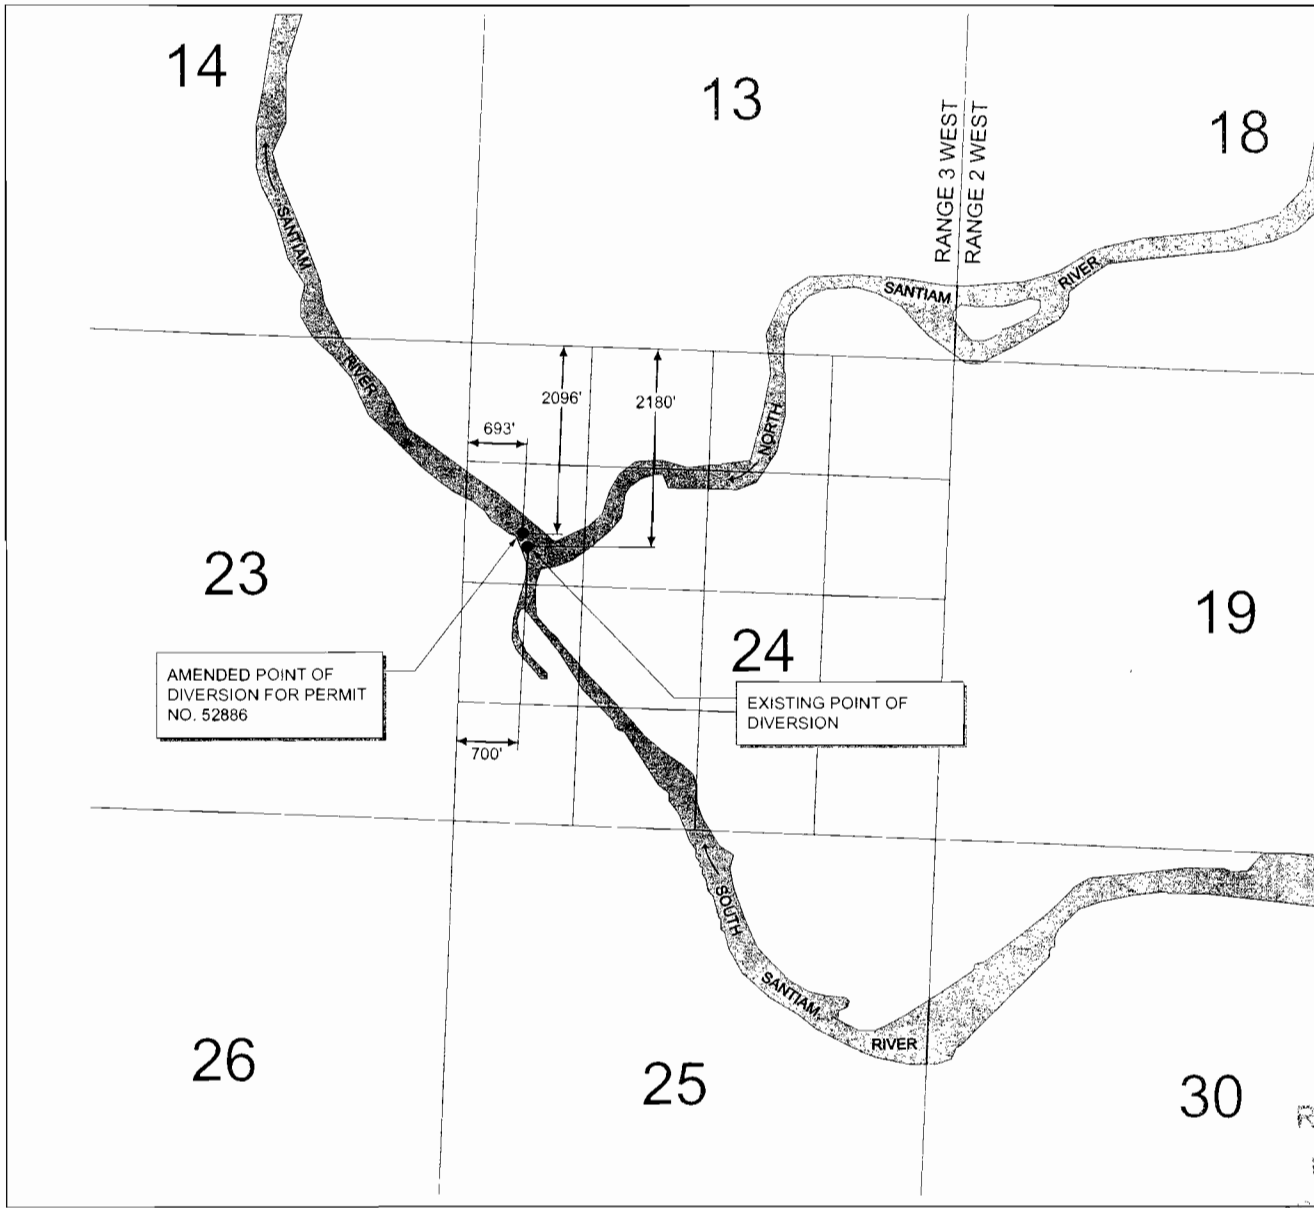 14
13
18
RANGE 3 WEST
RANGE 2 WEST
SANTIAM
RIVER
SANTIAM
RIVER
2096'
2180'
693'
NORTH
23
24
19
AMENDED POINT OF
DIVERSION FOR PERMIT
NO. 52886
EXISTING POINT OF
DIVERSION
700'
SOUTH
SANTIAM
RIVER
26
25
30